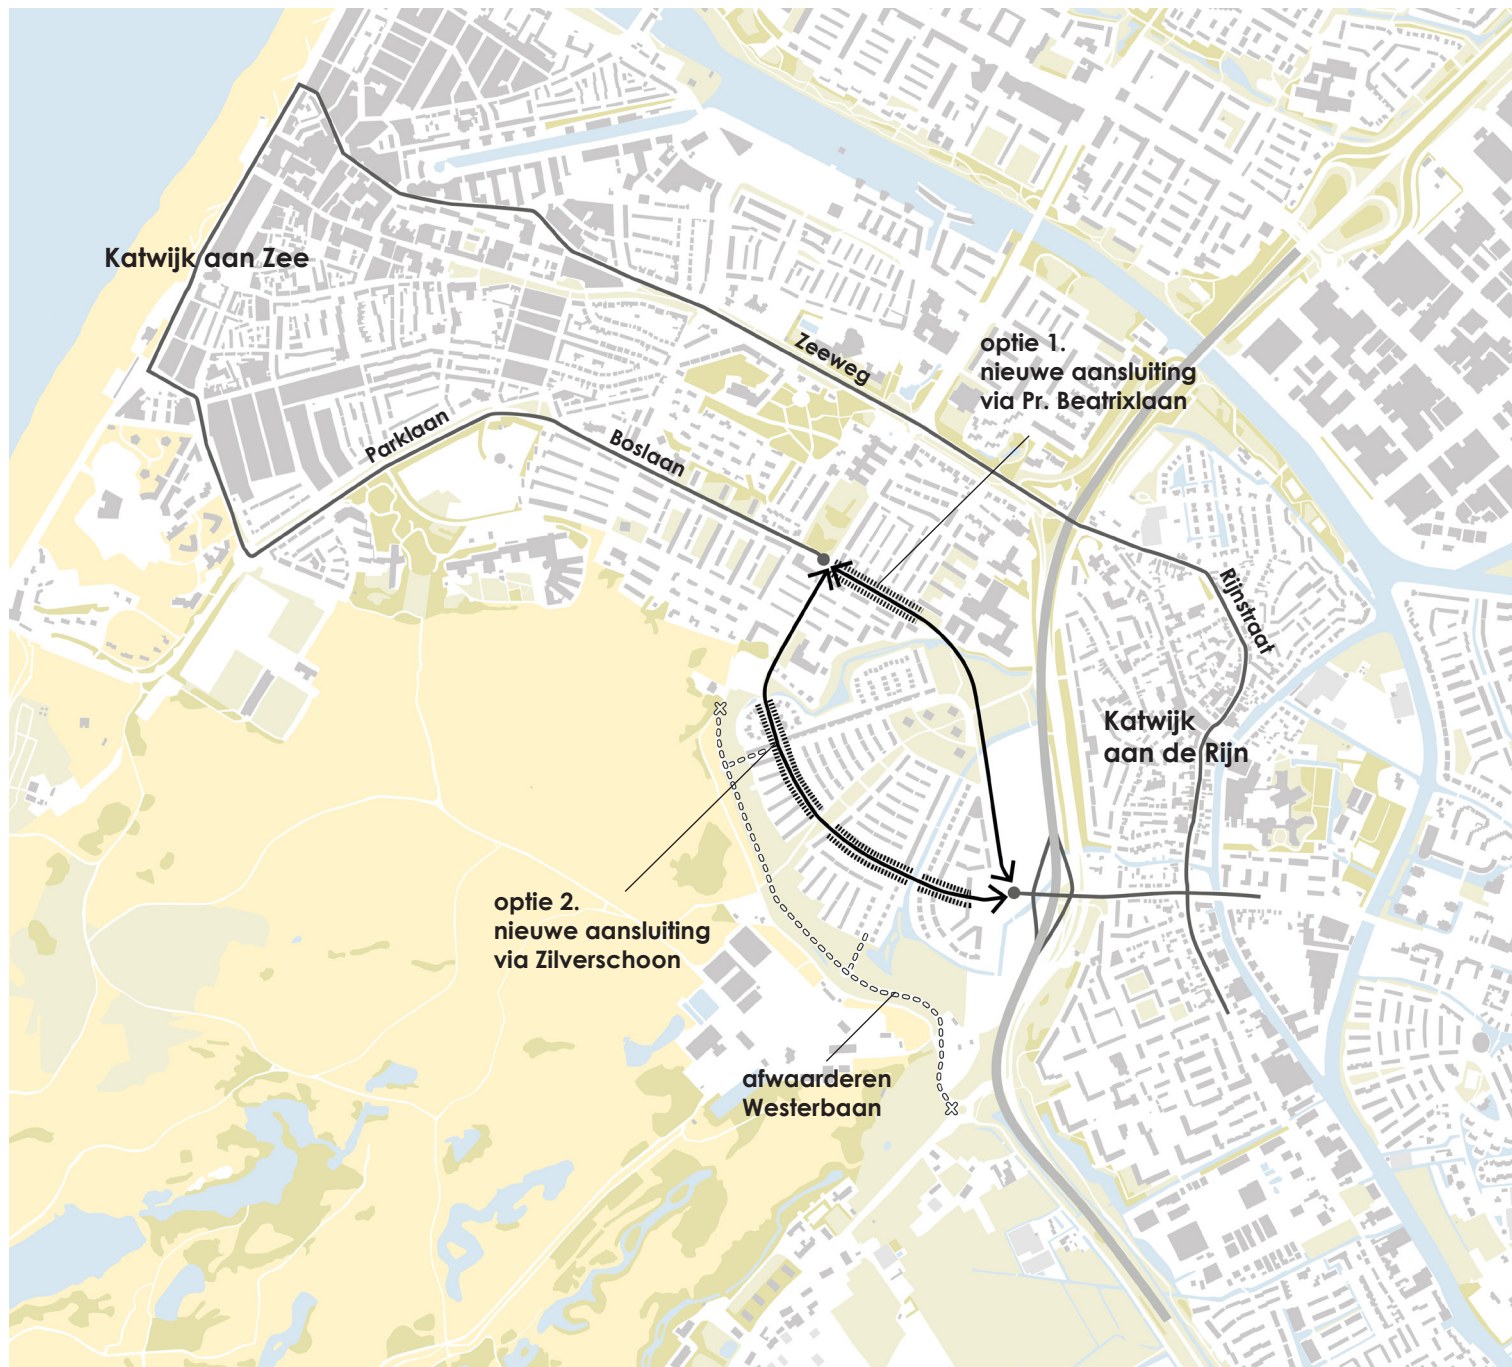 Katwijk aan Zee
Zeeweg
optie 1.
nieuwe aansluiting
via Pr. Beatrixlaan
Parklaan
Boslaan
Rijnstraat
Katwijk
aan de Rijn
optie 2.
nieuwe aansluiting
via Zilverschoon
afwaarderen
Westerbaan